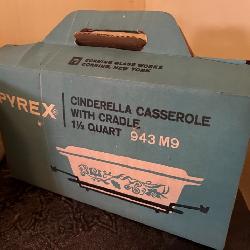 CORNING GLASS WORKS
CORNING, NEW YORK
PYREX
CINDERELLA CASSEROLE
WITH CRADLE
1½ QUART 943 M9